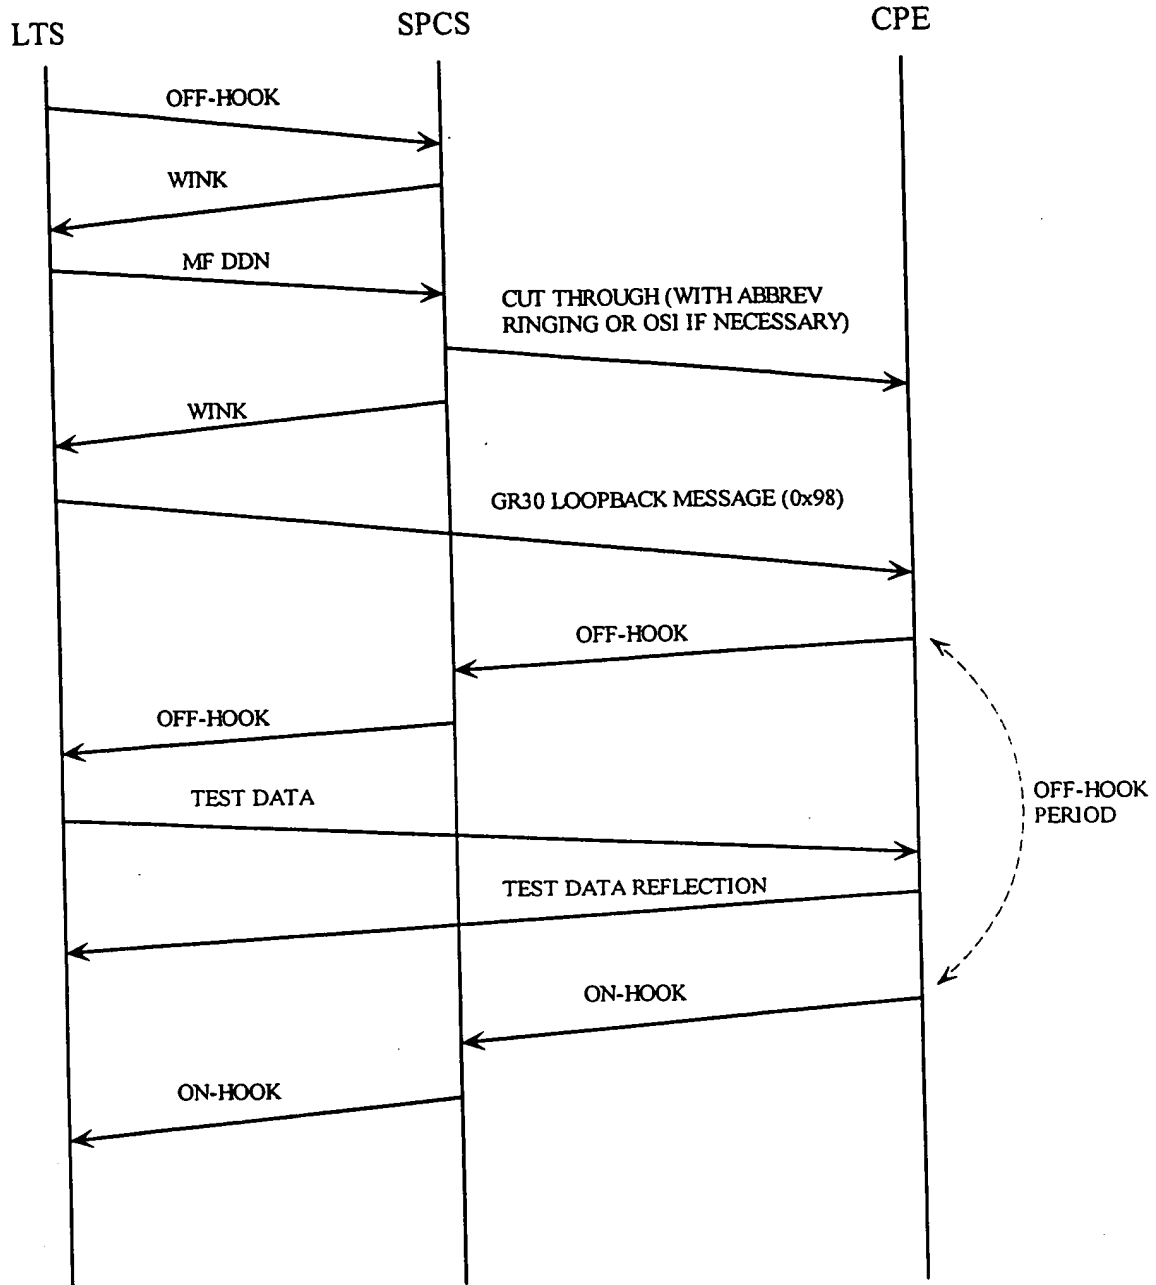 LTS
SPCS
CPE
OFF-HOOK
WINK
MF DDN
CUT THROUGH (WITH ABBREV
RINGING OR OSI IF NECESSARY)
WINK
GR30 LOOPBACK MESSAGE (0x98)
OFF-HOOK
OFF-HOOK
OFF-HOOK
PERIOD
TEST DATA
TEST DATA REFLECTION
ON-HOOK
ON-HOOK